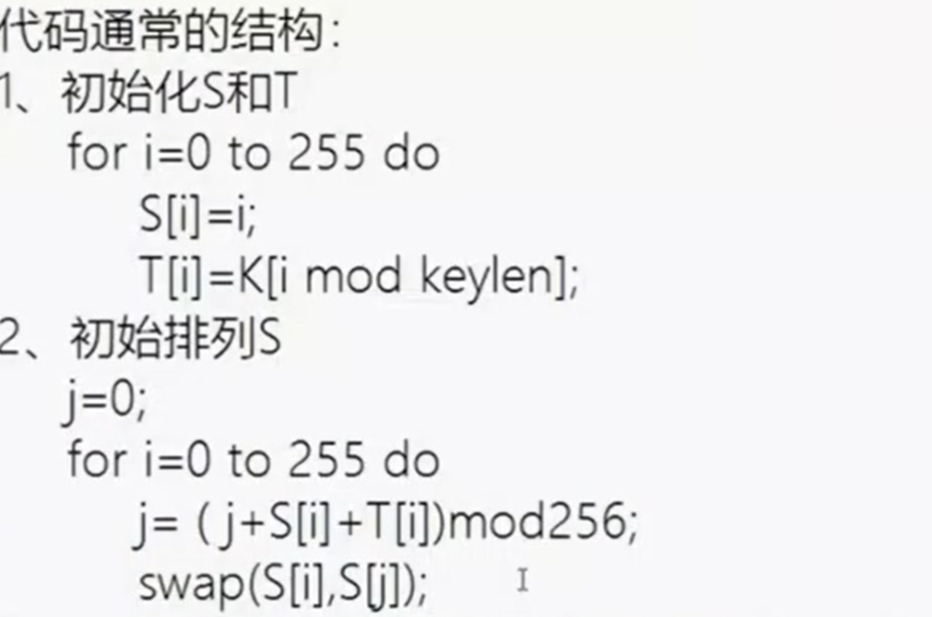 代码通常的结构：
1、初始化S和T
for i=0 to 255 do
S[i]=i;
T[i]=K[i mod keylen];
2、初始排列S
j=0;
for i=0 to 255 do
j= ( j+S[i]+T[i])mod256;
swap(S[i],S[j]);